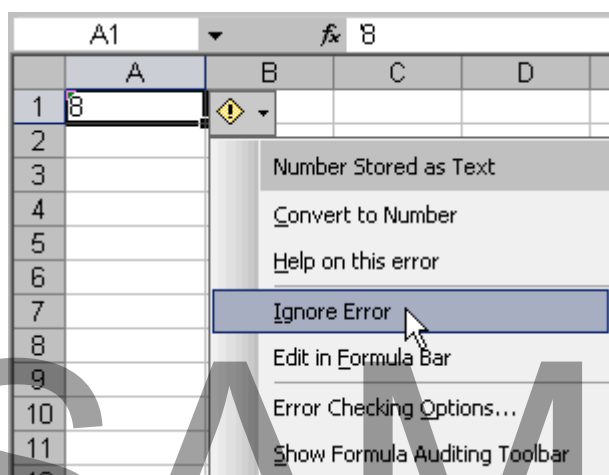 A1 fx '8
A B C D
1 '8
2
3 Number Stored as Text
4 Convert to Number
5
6 Help on this error
7 Ignore Error
8 Edit in Formula Bar
9
10 Error Checking Options...
11 Show Formula Auditing Toolbar
SAM